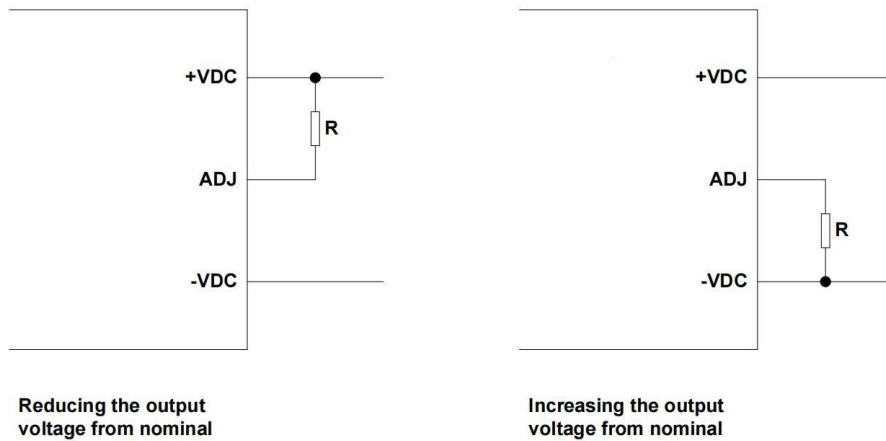 +VDC
R
ADJ
-VDC
Reducing the output
voltage from nominal
+VDC
ADJ
R
-VDC
Increasing the output
voltage from nominal